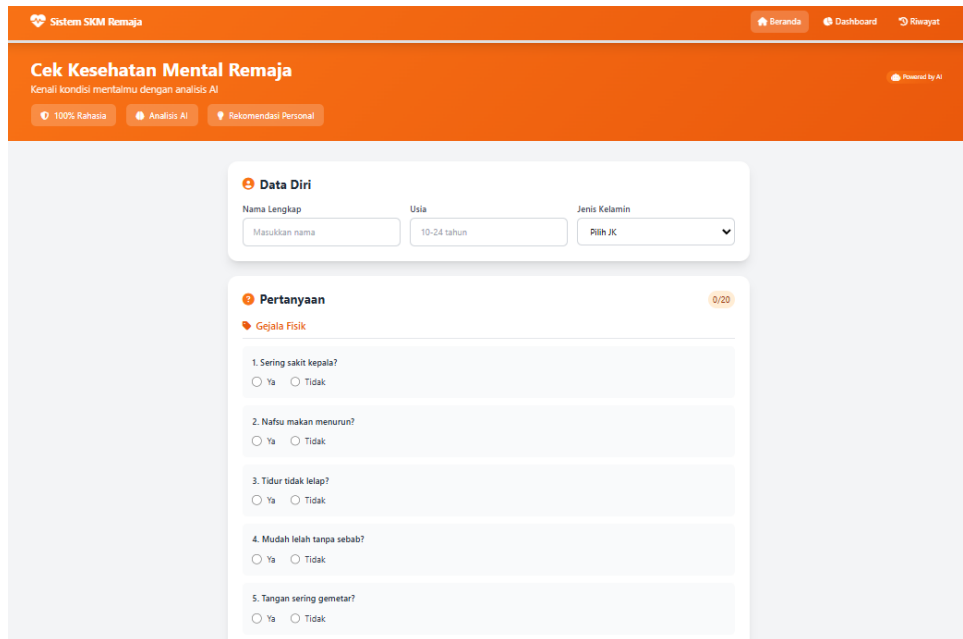 Sistem SKM Remaja
Beranda
Dashboard
Riwayat
Cek Kesehatan Mental Remaja
Kenali kondisi mentalmu dengan analisis AI
Powered by AI
100% Rahasia
Analisis AI
Rekomendasi Personal
Data Diri
Nama Lengkap
Usia
Jenis Kelamin
Masukkan nama
10-24 tahun
Pilih JK
Pertanyaan
0/20
Gejala Fisik
1. Sering sakit kepala?
Ya
Tidak
2. Nafsu makan menurun?
Ya
Tidak
3. Tidur tidak lelap?
Ya
Tidak
4. Mudah lelah tanpa sebab?
Ya
Tidak
5. Tangan sering gemetar?
Ya
Tidak